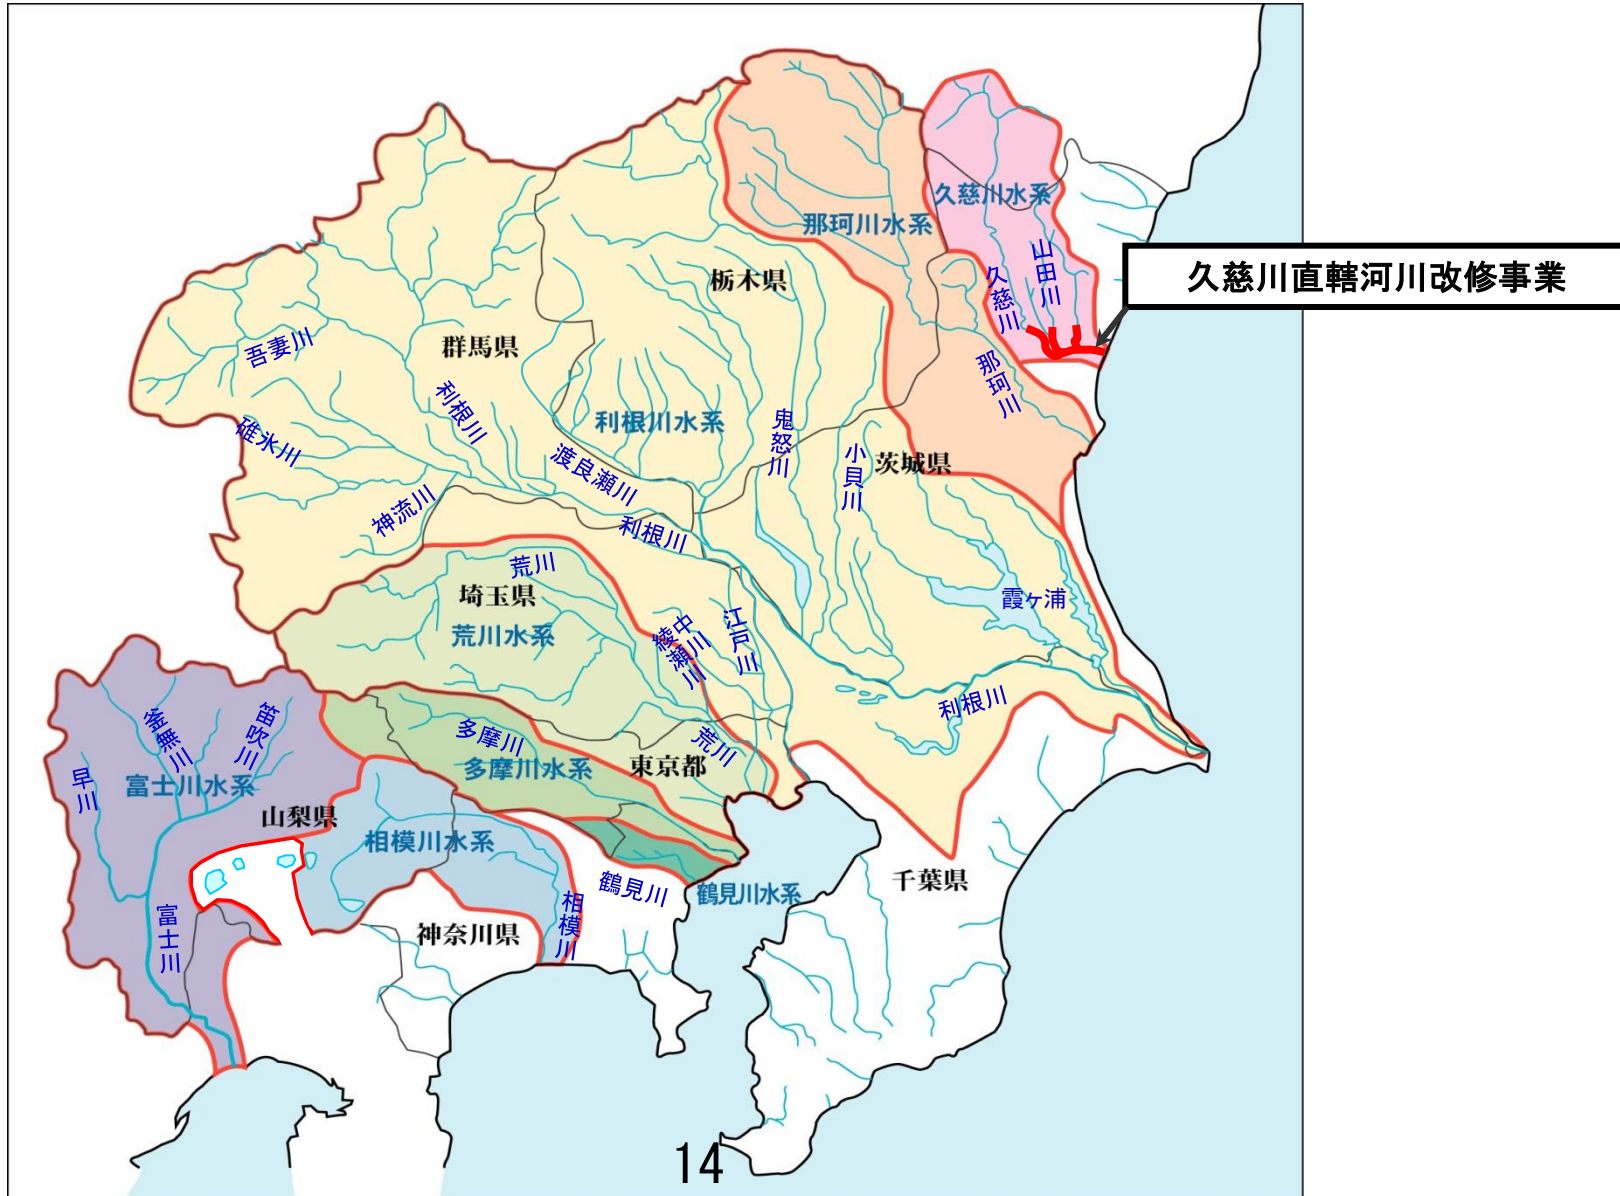 久慈川水系
那珂川水系
山田川
久慈川
久慈川直轄河川改修事業
栃木県
群馬県
吾妻川
那珂川
利根川
利根川水系
鬼怒川
碓氷川
小貝川
茨城県
渡良瀬川
神流川
利根川
荒川
埼玉県
霞ヶ浦
荒川水系
中川
綾瀬川
江戸川
利根川
釜無川
笛吹川
多摩川
荒川
早川
富士川水系
多摩川水系
東京都
山梨県
相模川水系
千葉県
鶴見川
鶴見川水系
相模川
富士川
神奈川県
14